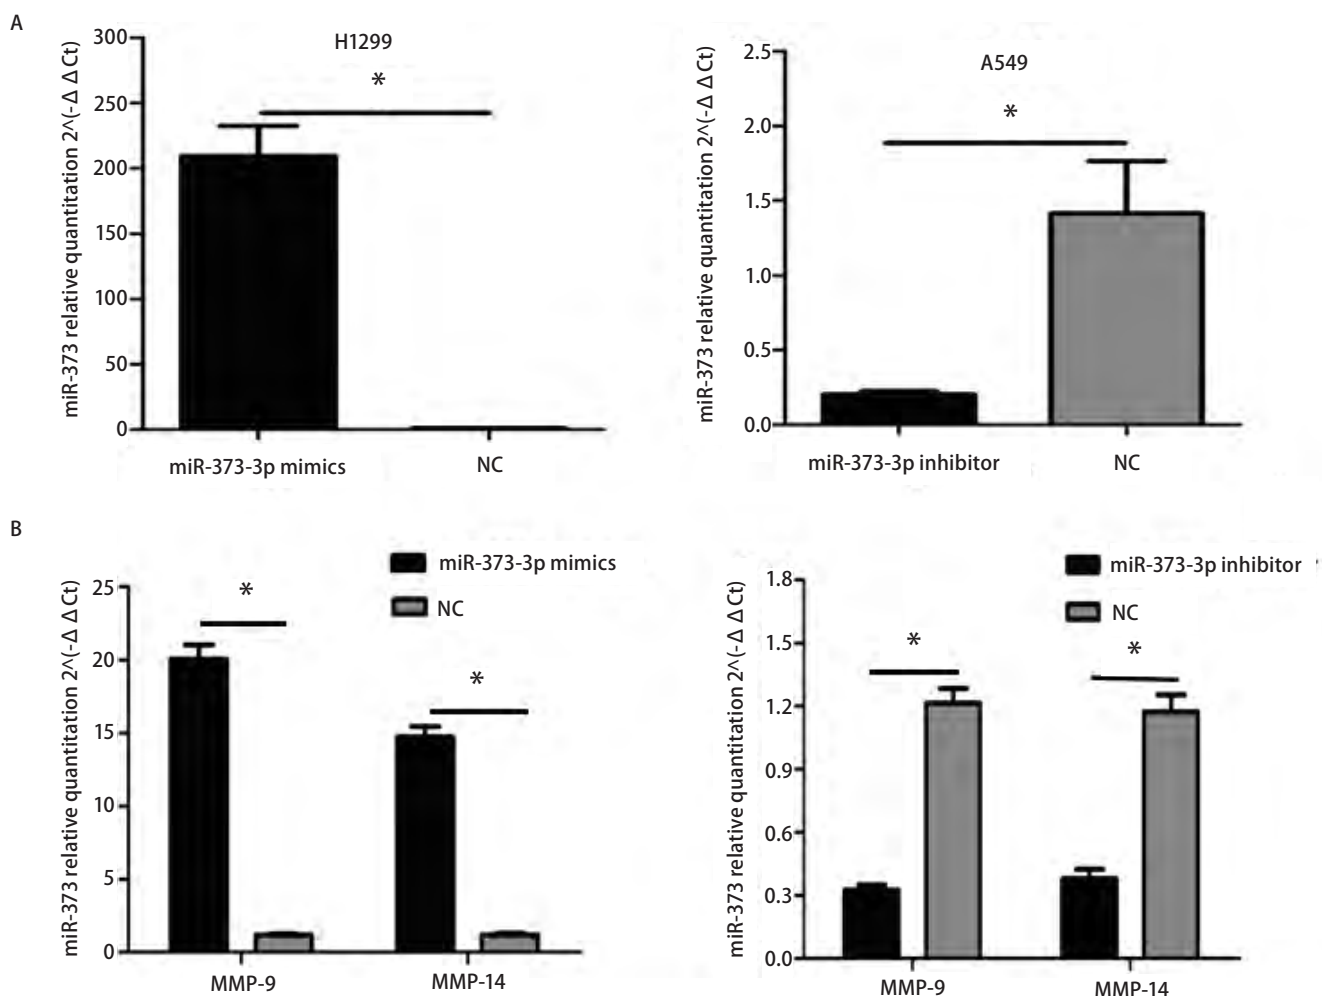 A
miR-373 relative quantitation 2^(-Δ Δ Ct)
300
250
200
150
100
50
0
H1299
*
miR-373-3p mimics
NC
miR-373 relative quantitation 2^(-Δ Δ Ct)
2.5
2.0
1.5
1.0
0.5
0.0
A549
*
miR-373-3p inhibitor
NC
B
miR-373 relative quantitation 2^(-Δ Δ Ct)
25
20
15
10
5
0
miR-373-3p mimics
NC
*
*
MMP-9
MMP-14
miR-373 relative quantitation 2^(-Δ Δ Ct)
1.8
1.5
1.2
0.9
0.6
0.3
0.0
miR-373-3p inhibitor
NC
*
*
MMP-9
MMP-14